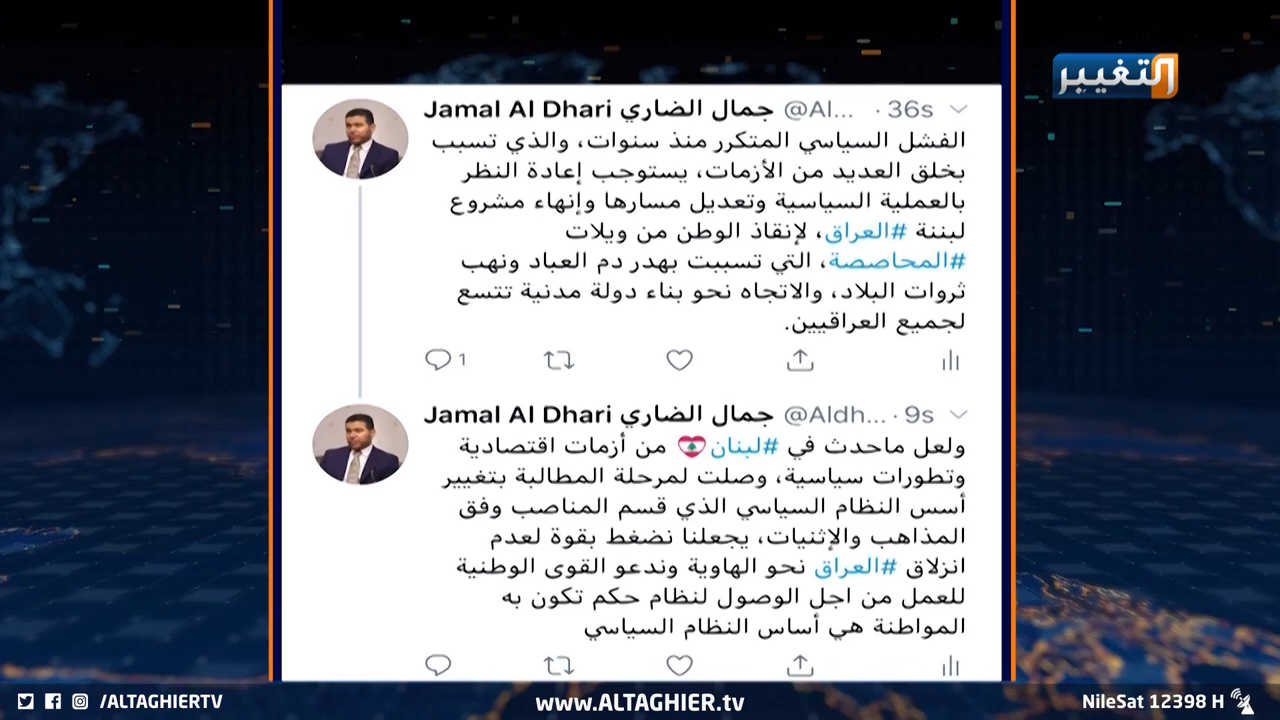 التغيير
Jamal Al Dhari جمال الضاري @Al... · 36s
الفشل السياسي المتكرر منذ سنوات، والذي تسبب
بخلق العديد من الأزمات، يستوجب إعادة النظر
بالعملية السياسية وتعديل مسارها وإنهاء مشروع
لبننة #العراق، لإنقاذ الوطن من ويلات
#المحاصصة، التي تسببت بهدر دم العباد ونهب
ثروات البلاد، والاتجاه نحو بناء دولة مدنية تتسع
لجميع العراقيين.
1
Jamal Al Dhari جمال الضاري @Aldh... · 9s
ولعل ماحدث في #لبنان من أزمات اقتصادية
وتطورات سياسية، وصلت لمرحلة المطالبة بتغيير
أسس النظام السياسي الذي قسم المناصب وفق
المذاهب والإثنيات، يجعلنا نضغط بقوة لعدم
انزلاق #العراق نحو الهاوية وندعو القوى الوطنية
للعمل من اجل الوصول لنظام حكم تكون به
المواطنة هي أساس النظام السياسي
/ALTAGHIERTV
www.ALTAGHIER.tv
NileSat 12398 H